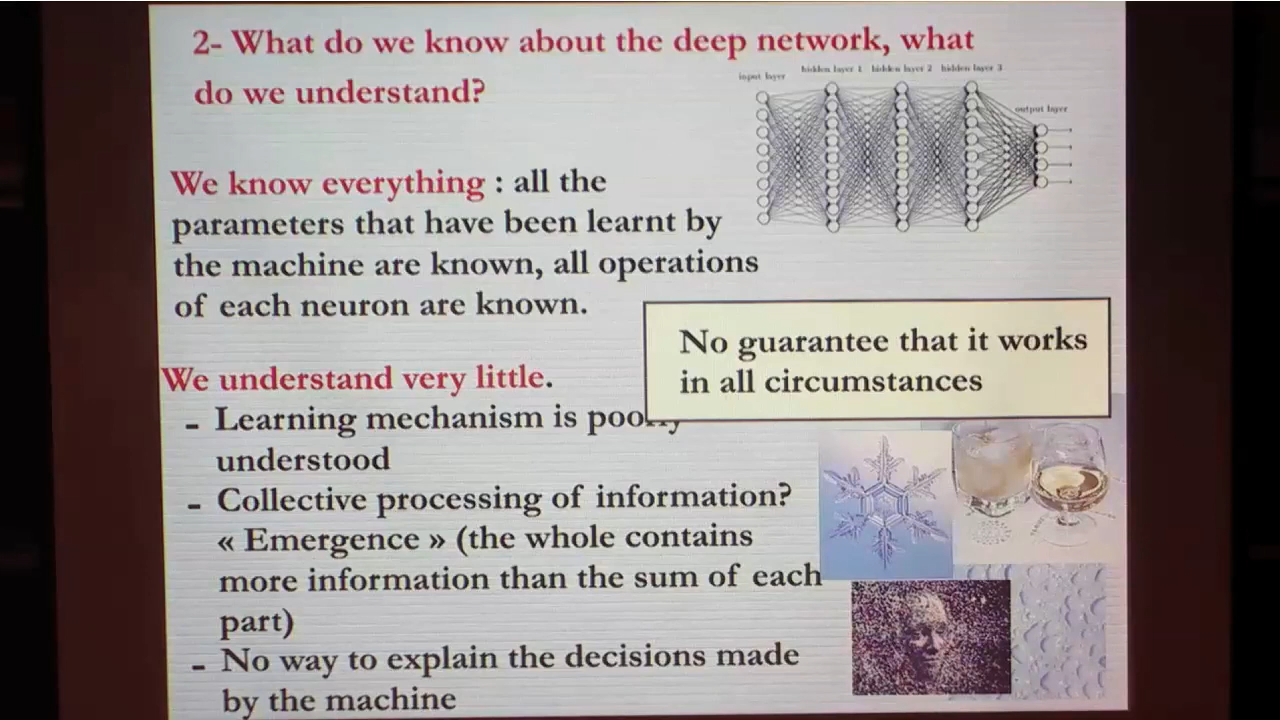 2- What do we know about the deep network, what
do we understand?
input layer
hidden layer 1 hidden layer 2 hidden layer 3
output layer
We know everything : all the
parameters that have been learnt by
the machine are known, all operations
of each neuron are known.
No guarantee that it works
in all circumstances
We understand very little.
- Learning mechanism is poorly
understood
- Collective processing of information?
« Emergence » (the whole contains
more information than the sum of each
part)
- No way to explain the decisions made
by the machine